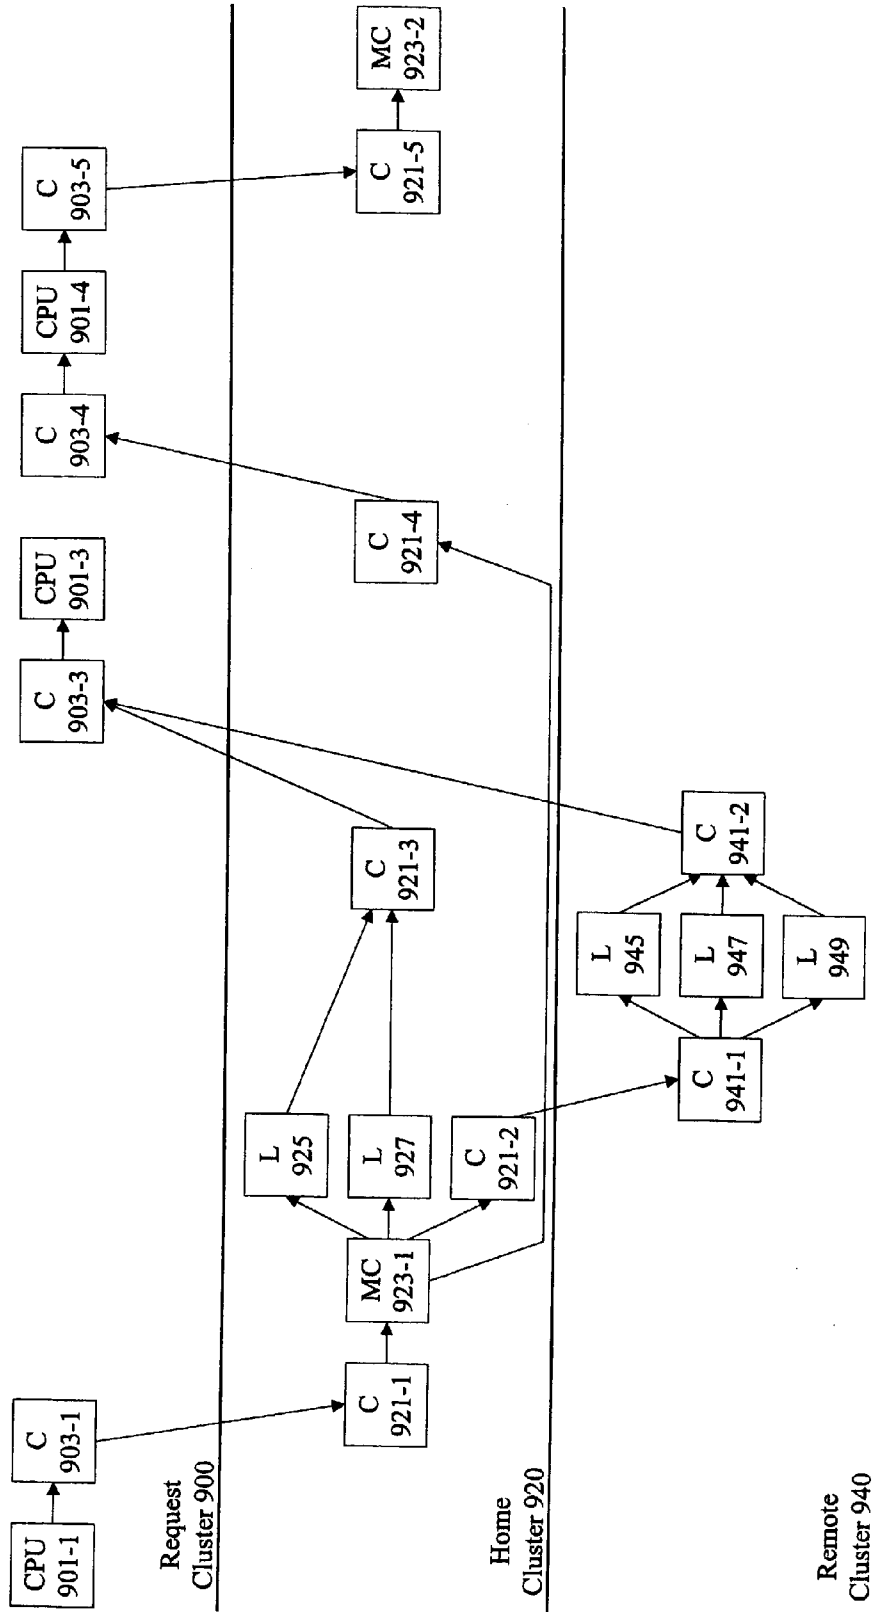 CPU
901-1
C
903-1
C
903-3
CPU
901-3
C
903-4
CPU
901-4
C
903-5
Request
Cluster 900
C
921-1
MC
923-1
L
925
L
927
C
921-2
C
921-3
C
921-4
C
921-5
MC
923-2
Home
Cluster 920
C
941-1
L
945
L
947
L
949
C
941-2
Remote
Cluster 940